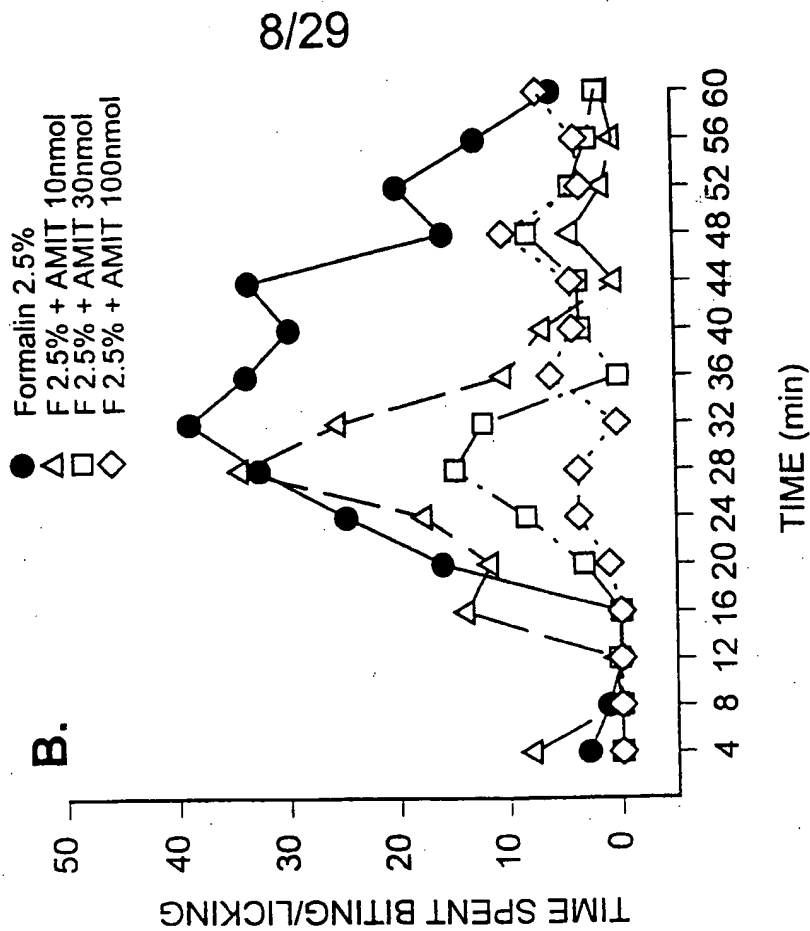 8/29
B.
Formalin 2.5%
F 2.5% + AMIT 10nmol
F 2.5% + AMIT 30nmol
F 2.5% + AMIT 100nmol
TIME SPENT BITING/LICKING
50
40
30
20
10
0
4 8 12 16 20 24 28 32 36 40 44 48 52 56 60
TIME (min)